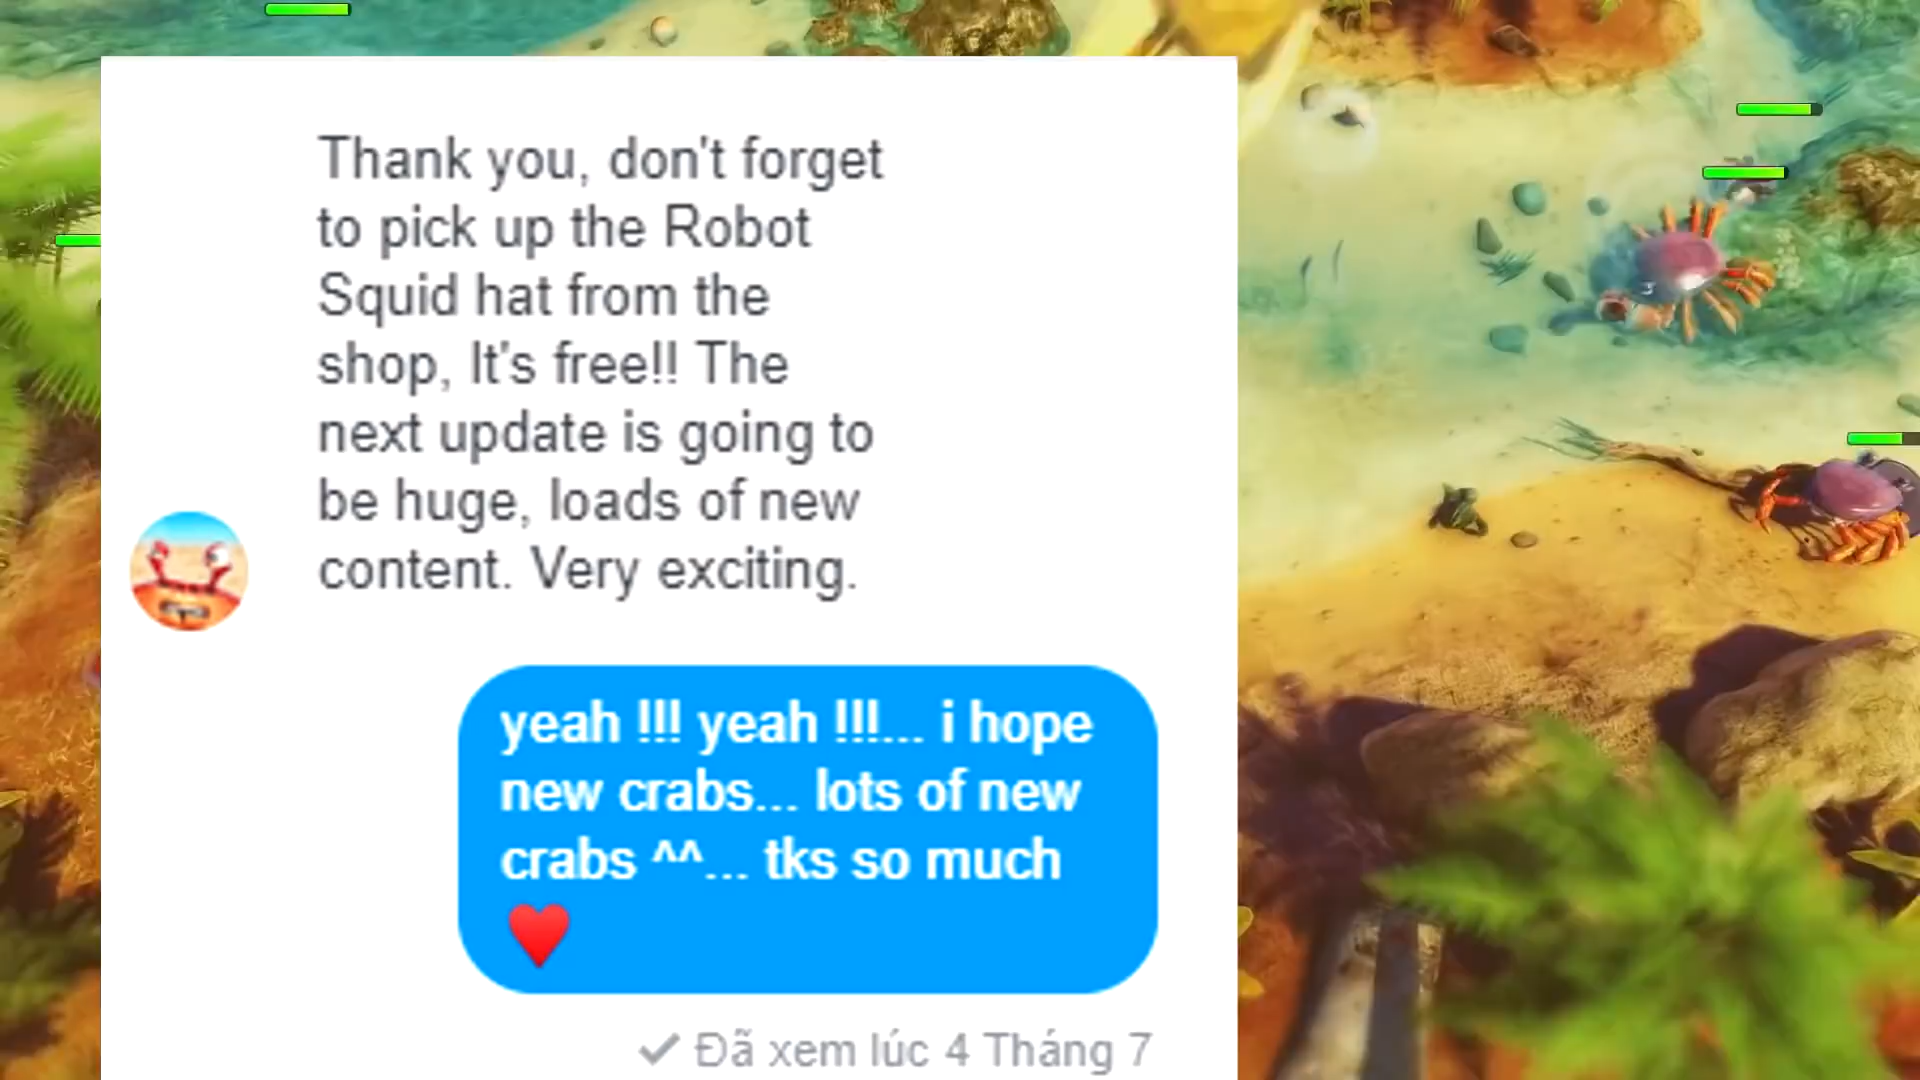 Thank you, don't forget
to pick up the Robot
Squid hat from the
shop, It's free!! The
next update is going to
be huge, loads of new
content. Very exciting.
yeah !!! yeah !!!... i hope
new crabs... lots of new
crabs ^^... tks so much
♥
✓ Đã xem lúc 4 Tháng 7